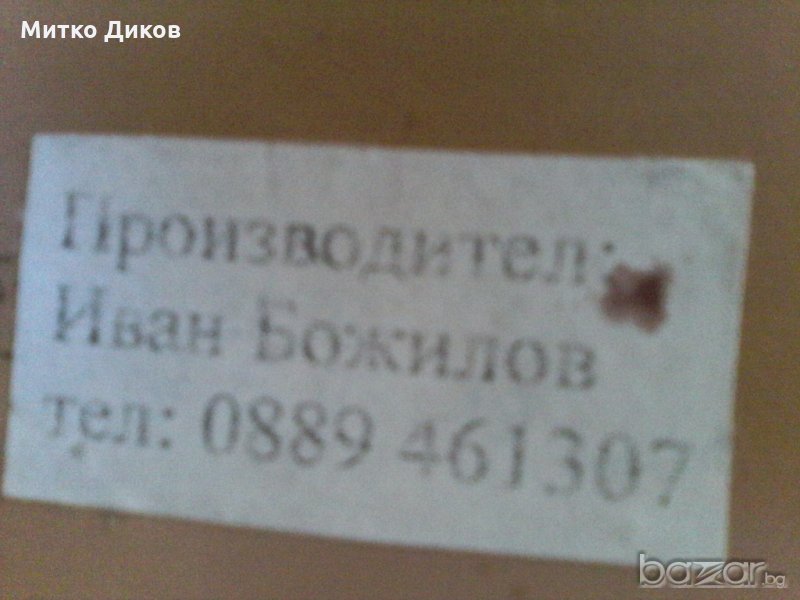 Митко Диков
Производител:
Иван Божилов
тел: 0889 461307
bazar.bg